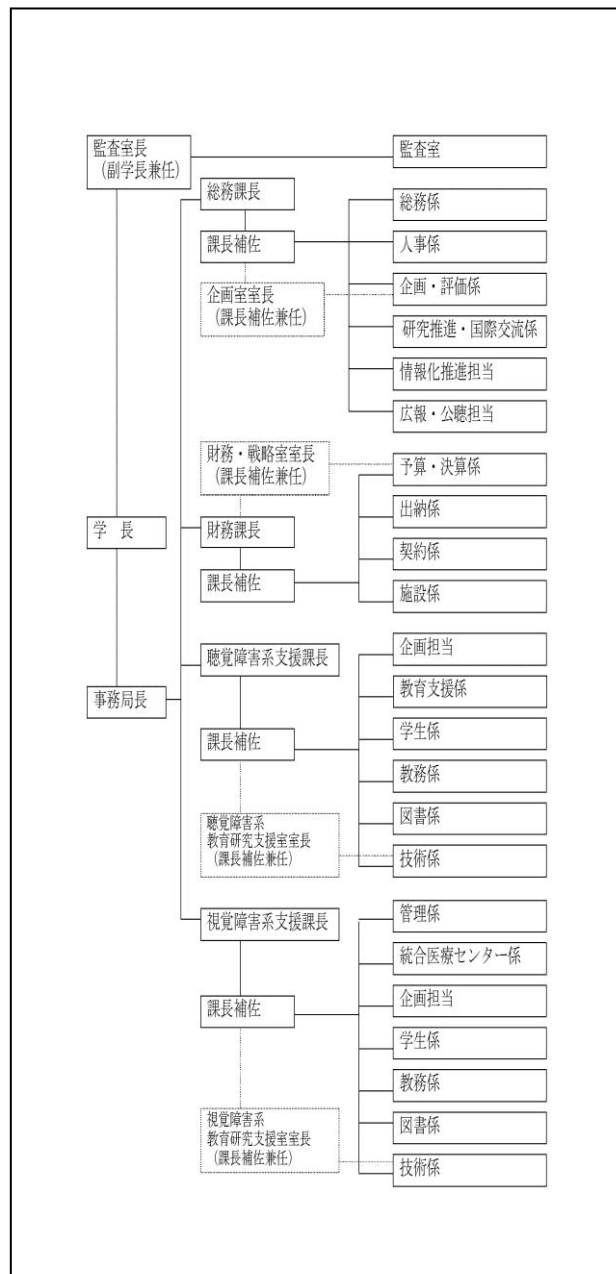 監査室長
（副学長兼任）
監査室
総務課長
総務係
課長補佐
人事係
企画室室長
（課長補佐兼任）
企画・評価係
研究推進・国際交流係
情報化推進担当
広報・公聴担当
財務・戦略室室長
（課長補佐兼任）
予算・決算係
出納係
学　長
財務課長
契約係
課長補佐
施設係
聴覚障害系支援課長
企画担当
教育支援係
事務局長
学生係
課長補佐
教務係
図書係
聴覚障害系
教育研究支援室室長
（課長補佐兼任）
技術係
視覚障害系支援課長
管理係
統合医療センター係
課長補佐
企画担当
学生係
教務係
図書係
視覚障害系
教育研究支援室室長
（課長補佐兼任）
技術係